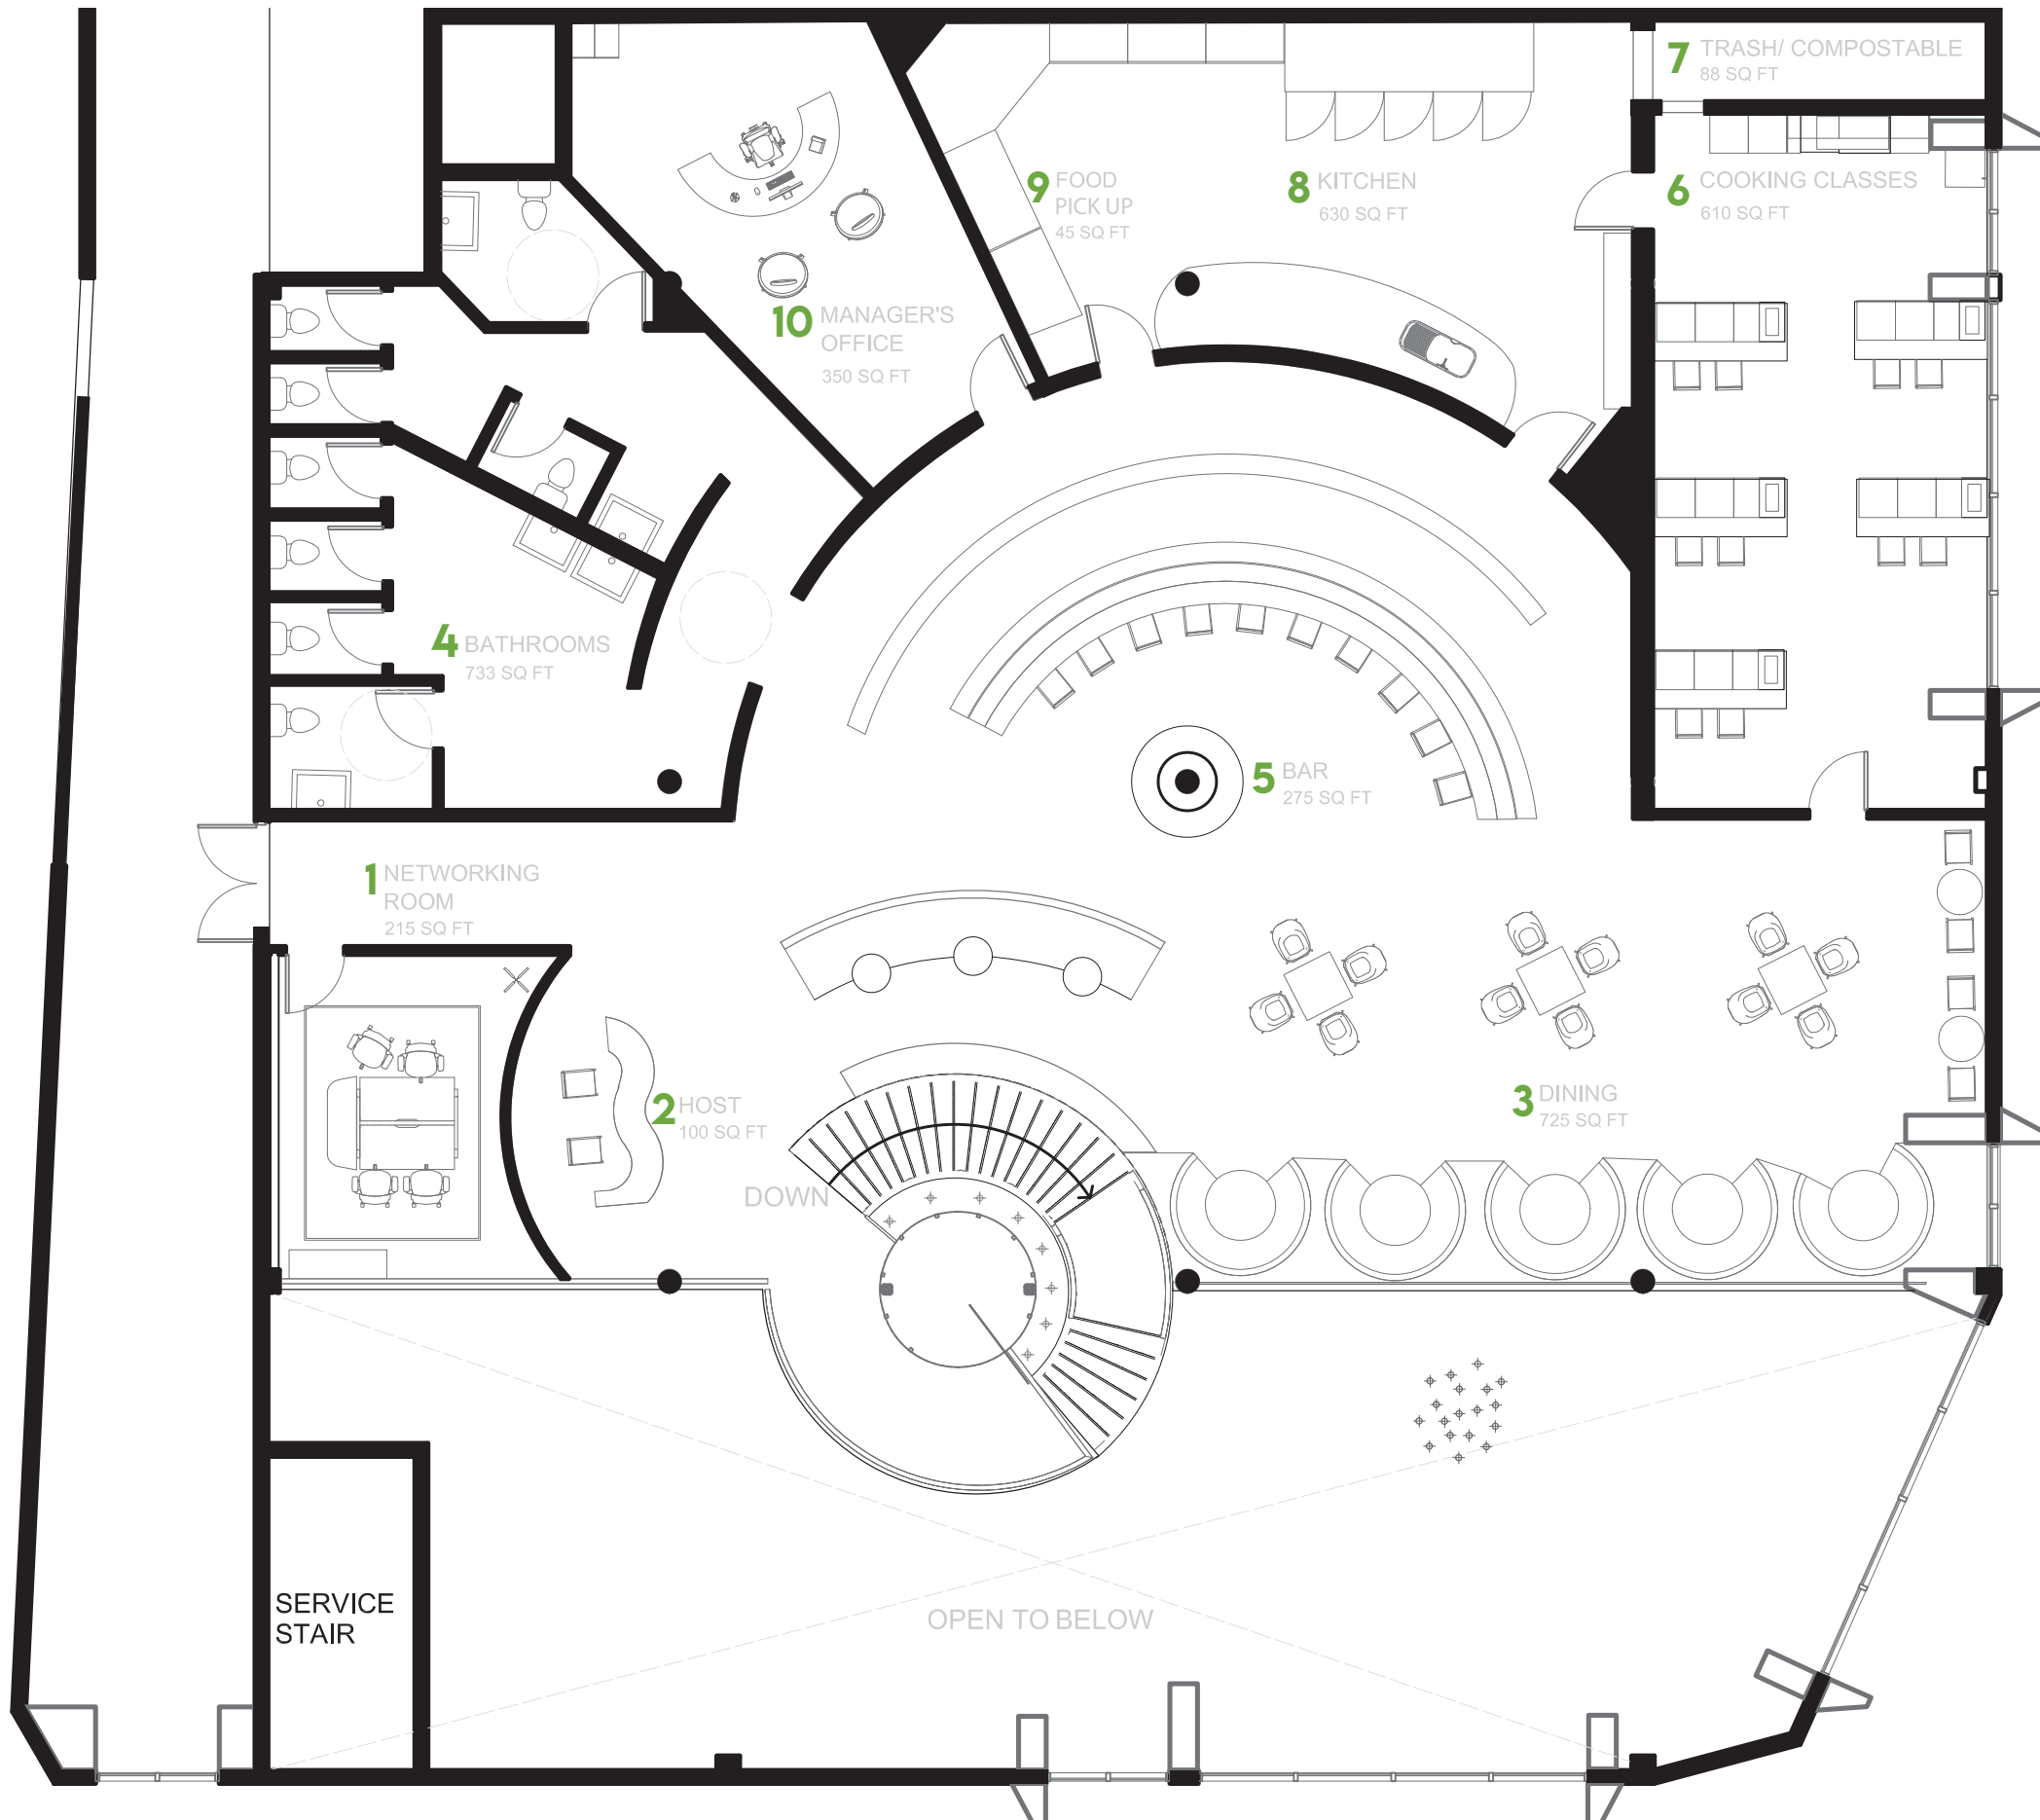 7 TRASH/ COMPOSTABLE
88 SQ FT
9 FOOD
PICK UP
45 SQ FT
8 KITCHEN
630 SQ FT
6 COOKING CLASSES
610 SQ FT
10 MANAGER'S
OFFICE
350 SQ FT
4 BATHROOMS
733 SQ FT
5 BAR
275 SQ FT
1 NETWORKING
ROOM
215 SQ FT
2 HOST
100 SQ FT
3 DINING
725 SQ FT
DOWN
SERVICE
STAIR
OPEN TO BELOW